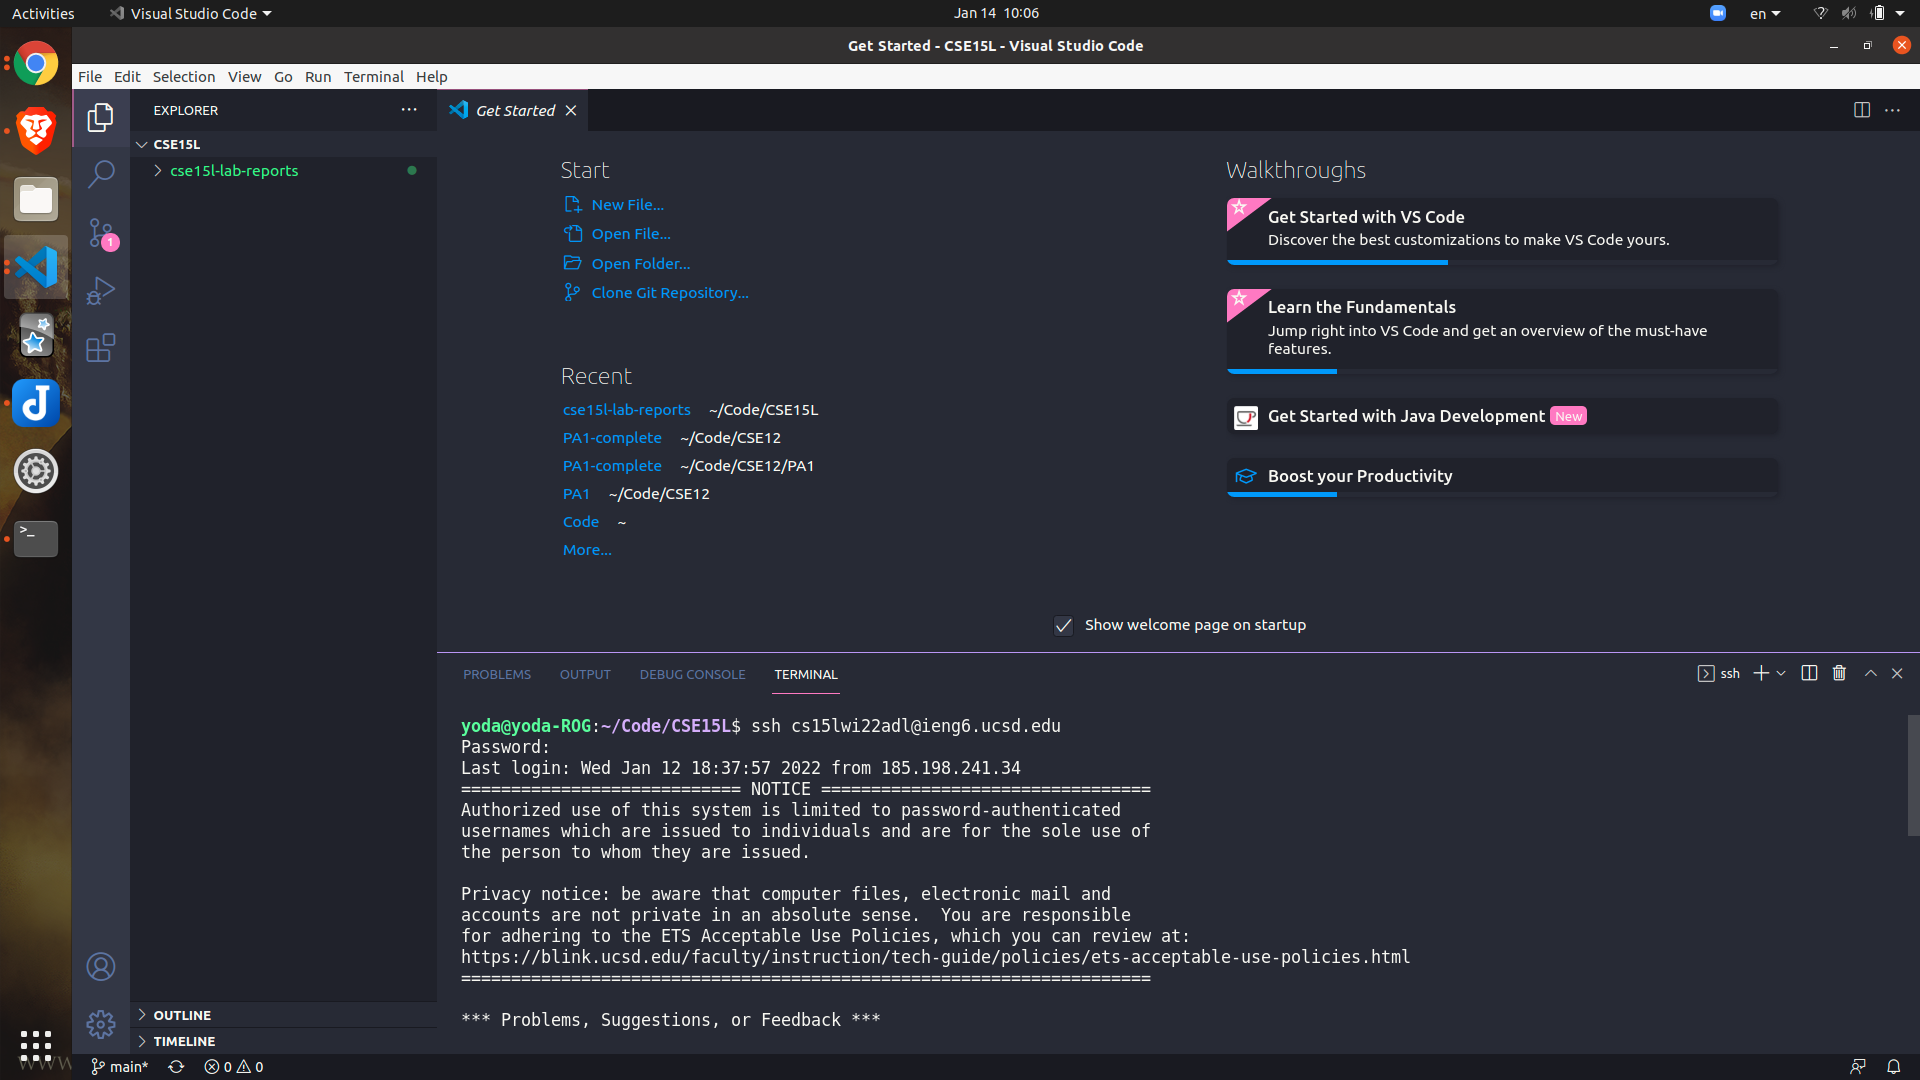 Activities
Visual Studio Code
Jan 14 10:06
en
Get Started - CSE15L - Visual Studio Code
File Edit Selection View Go Run Terminal Help
EXPLORER
CSE15L
cse15l-lab-reports
1
Get Started
Start
New File...
Open File...
Open Folder...
Clone Git Repository...
Recent
cse15l-lab-reports ~/Code/CSE15L
PA1-complete ~/Code/CSE12
PA1-complete ~/Code/CSE12/PA1
PA1 ~/Code/CSE12
Code ~
More...
Walkthroughs
Get Started with VS Code
Discover the best customizations to make VS Code yours.
Learn the Fundamentals
Jump right into VS Code and get an overview of the must-have
features.
Get Started with Java Development New
Boost your Productivity
Show welcome page on startup
PROBLEMS OUTPUT DEBUG CONSOLE TERMINAL
ssh
yoda@yoda-ROG:~/Code/CSE15L$ ssh cs15lwi22adl@ieng6.ucsd.edu
Password:
Last login: Wed Jan 12 18:37:57 2022 from 185.198.241.34
============================ NOTICE =================================
Authorized use of this system is limited to password-authenticated
usernames which are issued to individuals and are for the sole use of
the person to whom they are issued.
Privacy notice: be aware that computer files, electronic mail and
accounts are not private in an absolute sense.  You are responsible
for adhering to the ETS Acceptable Use Policies, which you can review at:
https://blink.ucsd.edu/faculty/instruction/tech-guide/policies/ets-acceptable-use-policies.html
=====================================================================
*** Problems, Suggestions, or Feedback ***
OUTLINE
TIMELINE
WWW
main*
0
0